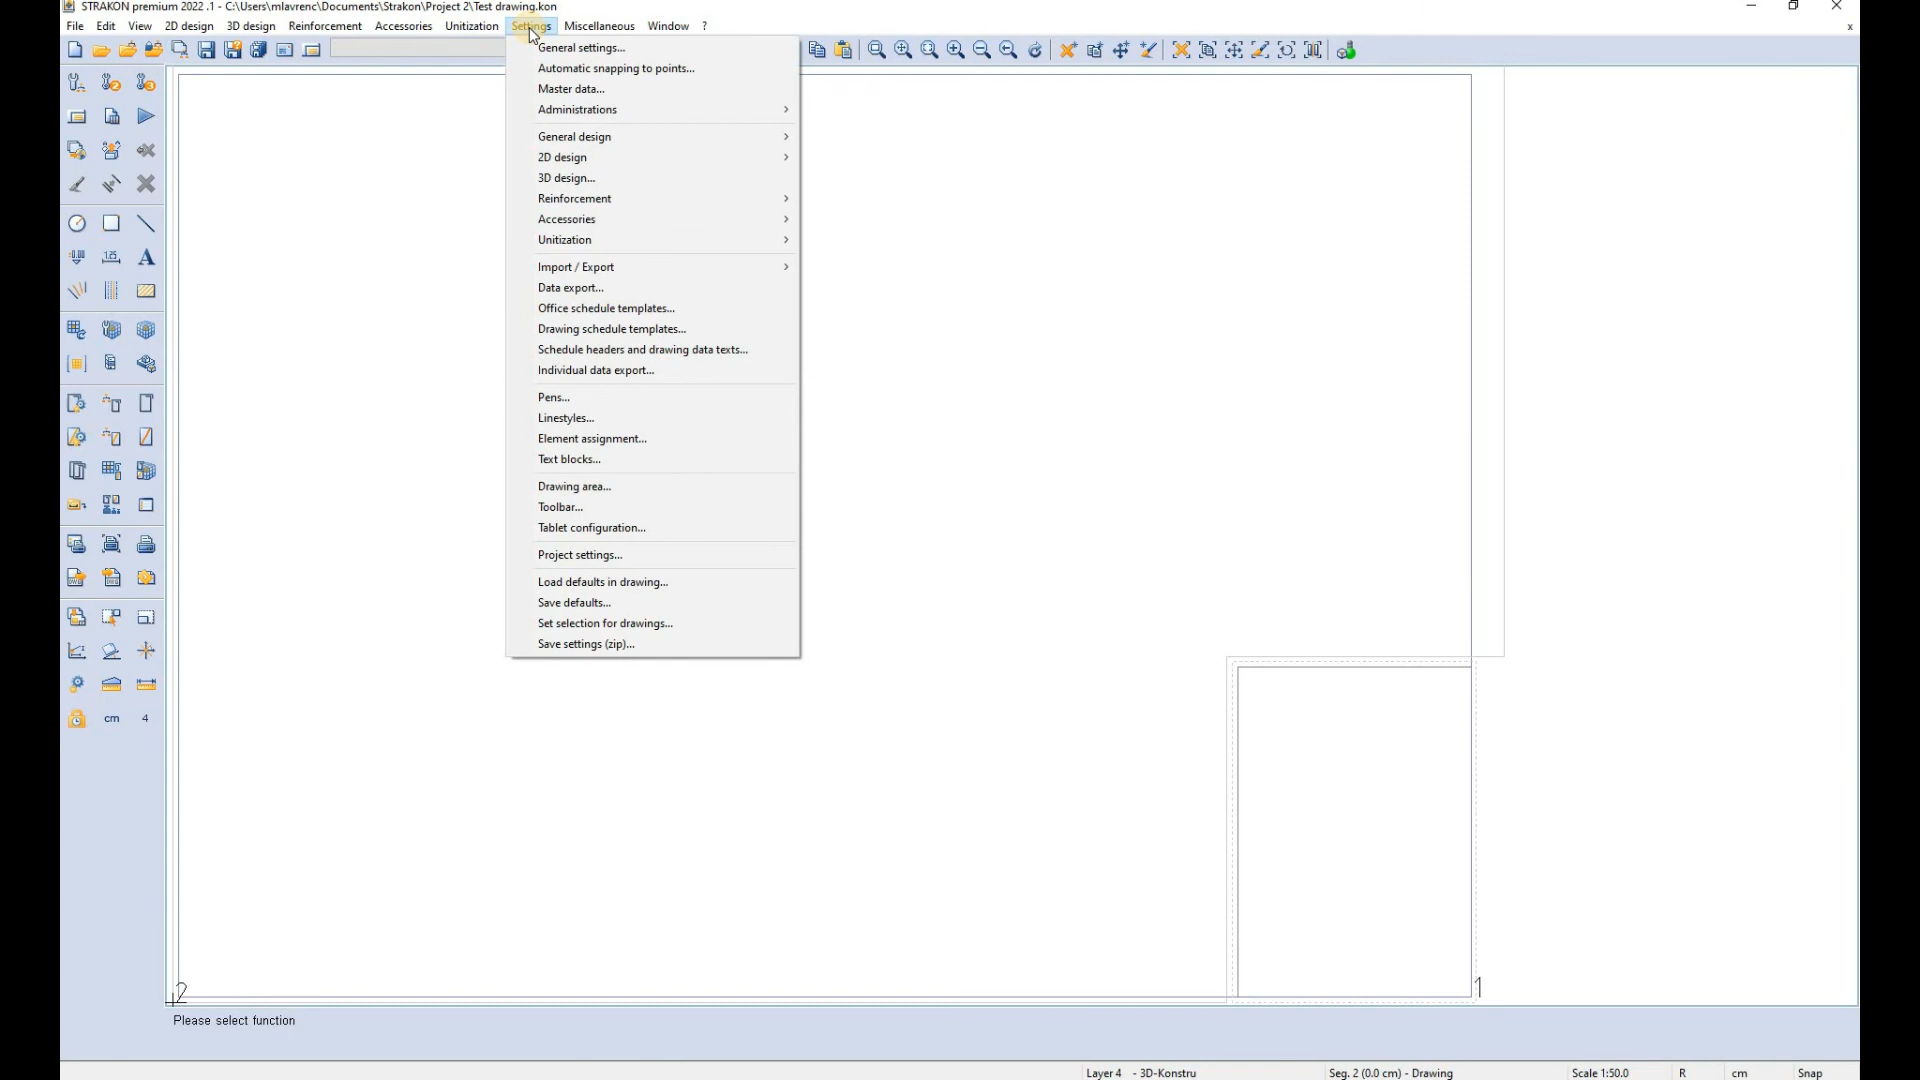 STRAKON premium 2022 .1 - C:\Users\mlavrenc\Documents\Strakon\Project 2\Test drawing.kon
File Edit View 2D design 3D design Reinforcement Accessories Unitization Settings Miscellaneous Window ?
General settings...
Automatic snapping to points...
Master data...
Administrations
General design
2D design
3D design...
Reinforcement
Accessories
Unitization
Import / Export
Data export...
Office schedule templates...
Drawing schedule templates...
Schedule headers and drawing data texts...
Individual data export...
Pens...
Linestyles...
Element assignment...
Text blocks...
Drawing area...
Toolbar...
Tablet configuration...
Project settings...
Load defaults in drawing...
Save defaults...
Set selection for drawings...
Save settings (zip)...
cm 4
2 1
Please select function
Layer 4 - 3D-Konstru Seg. 2 (0.0 cm) - Drawing Scale 1:50.0 R cm Snap